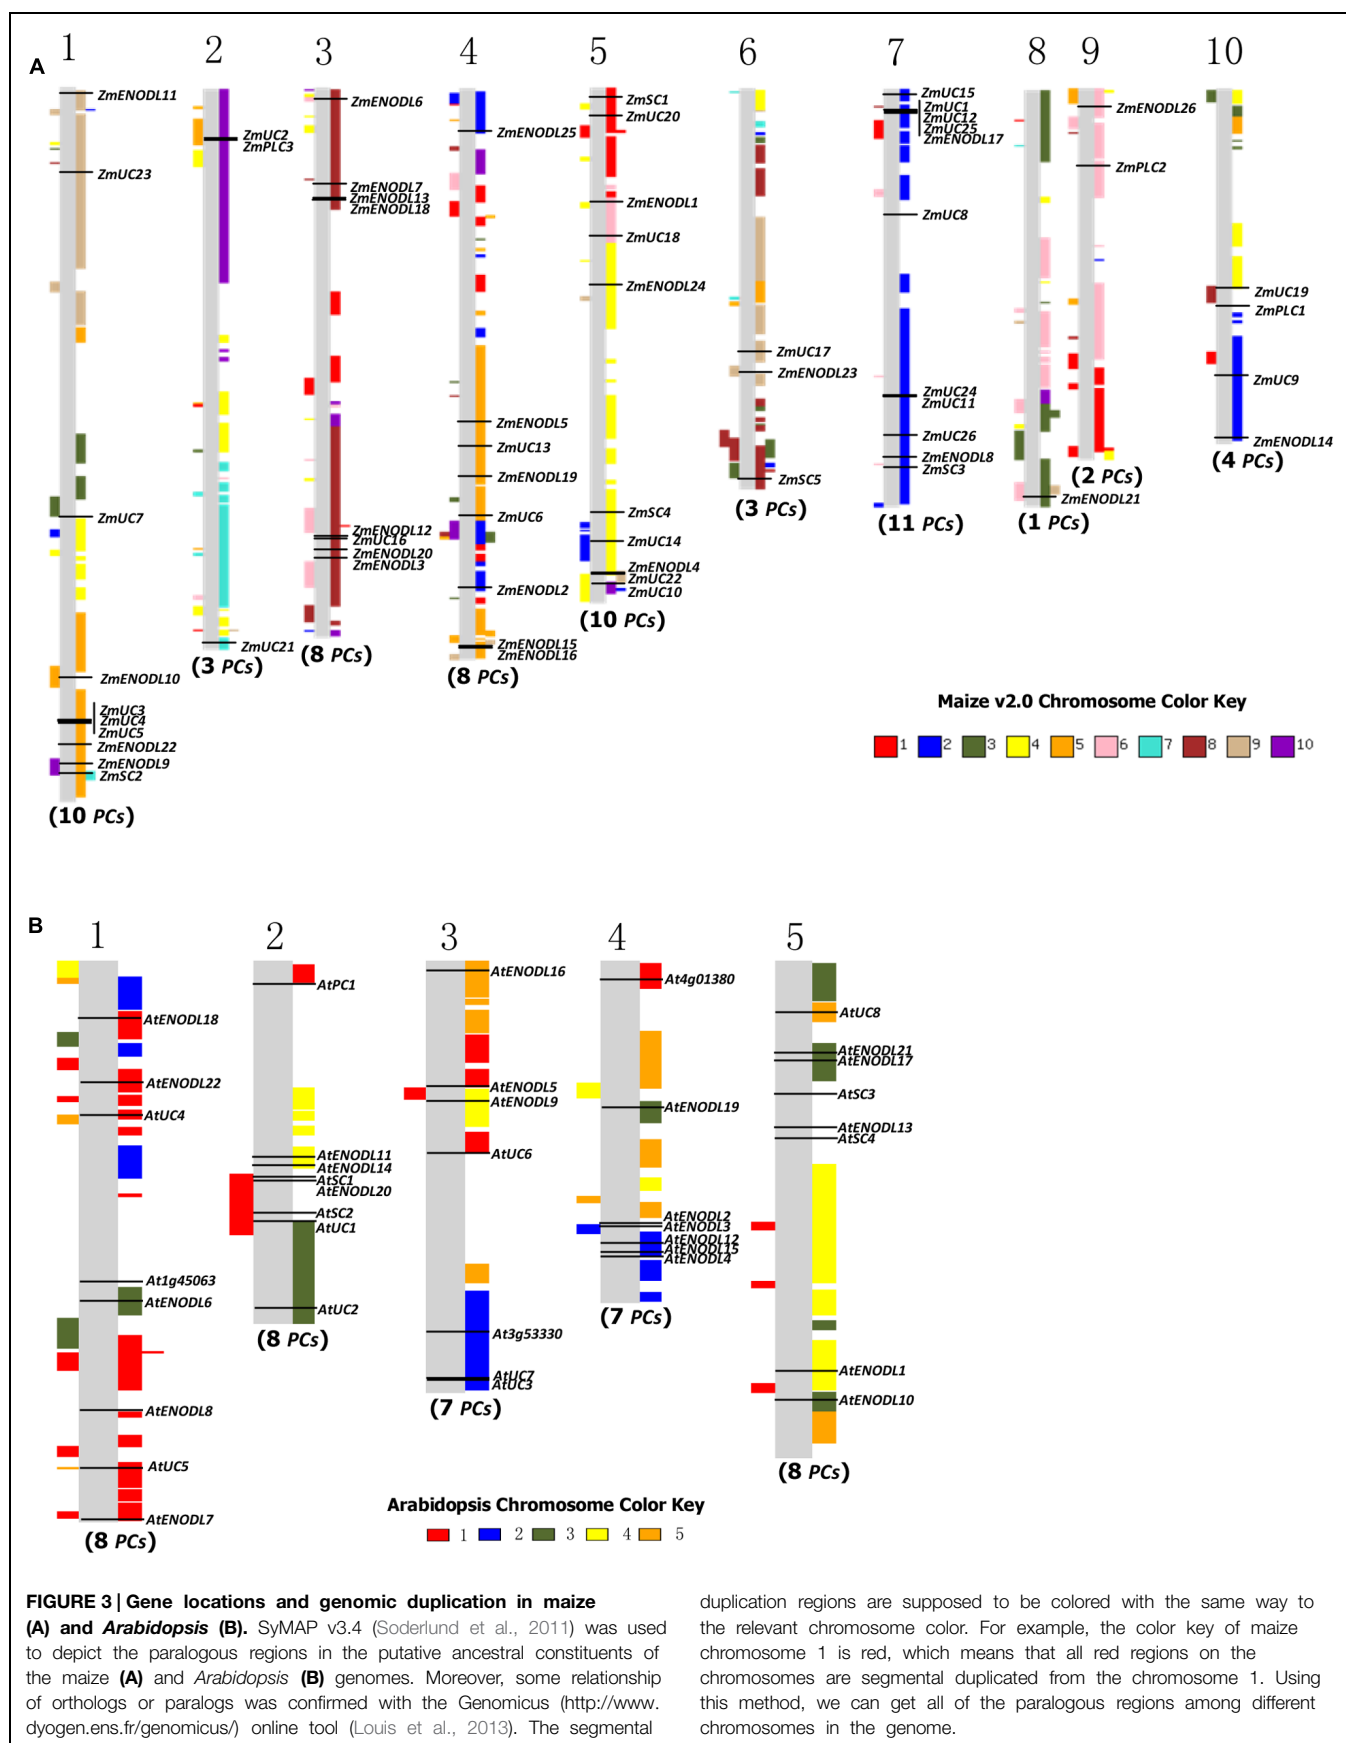 A
1 2 3 4 5 6 7 8 9 10
ZmENODL11
ZmUC23
ZmUC7
ZmENODL10
ZmUC3
ZmUC4
ZmUC5
ZmENODL22
ZmENODL9
ZmSC2
(10 PCs)
ZmUC2
ZmPLC3
ZmUC21
(3 PCs)
ZmENODL6
ZmENODL7
ZmENODL13
ZmENODL18
ZmENODL12
ZmUC16
ZmENODL20
ZmENODL3
(8 PCs)
ZmENODL25
ZmENODL5
ZmUC13
ZmENODL19
ZmUC6
ZmENODL2
ZmENODL15
ZmENODL16
(8 PCs)
ZmSC1
ZmUC20
ZmENODL1
ZmUC18
ZmENODL24
ZmSC4
ZmUC14
ZmENODL4
ZmUC22
ZmUC10
(10 PCs)
ZmUC17
ZmENODL23
ZmSC5
(3 PCs)
ZmUC15
ZmUC1
ZmUC12
ZmUC25
ZmENODL17
ZmUC8
ZmUC24
ZmUC11
ZmUC26
ZmENODL8
ZmSC3
(11 PCs)
ZmENODL21
(1 PCs)
ZmENODL26
ZmPLC2
(2 PCs)
ZmUC19
ZmPLC1
ZmUC9
ZmENODL14
(4 PCs)
Maize v2.0 Chromosome Color Key
1 2 3 4 5 6 7 8 9 10
B
1 2 3 4 5
AtENODL18
AtENODL22
AtUC4
At1g45063
AtENODL6
AtENODL8
AtUC5
AtENODL7
(8 PCs)
AtPC1
AtENODL11
AtENODL14
AtSC1
AtENODL20
AtSC2
AtUC1
AtUC2
(8 PCs)
AtENODL16
AtENODL5
AtENODL9
AtUC6
At3g53330
AtUC7
AtUC3
(7 PCs)
At4g01380
AtENODL19
AtENODL2
AtENODL3
AtENODL12
AtENODL15
AtENODL4
(7 PCs)
AtUC8
AtENODL21
AtENODL17
AtSC3
AtENODL13
AtSC4
AtENODL1
AtENODL10
(8 PCs)
Arabidopsis Chromosome Color Key
1 2 3 4 5
FIGURE 3 | Gene locations and genomic duplication in maize
(A) and Arabidopsis (B). SyMAP v3.4 (Soderlund et al., 2011) was used
to depict the paralogous regions in the putative ancestral constituents of
the maize (A) and Arabidopsis (B) genomes. Moreover, some relationship
of orthologs or paralogs was confirmed with the Genomicus (http://www.
dyogen.ens.fr/genomicus/) online tool (Louis et al., 2013). The segmental
duplication regions are supposed to be colored with the same way to
the relevant chromosome color. For example, the color key of maize
chromosome 1 is red, which means that all red regions on the
chromosomes are segmental duplicated from the chromosome 1. Using
this method, we can get all of the paralogous regions among different
chromosomes in the genome.